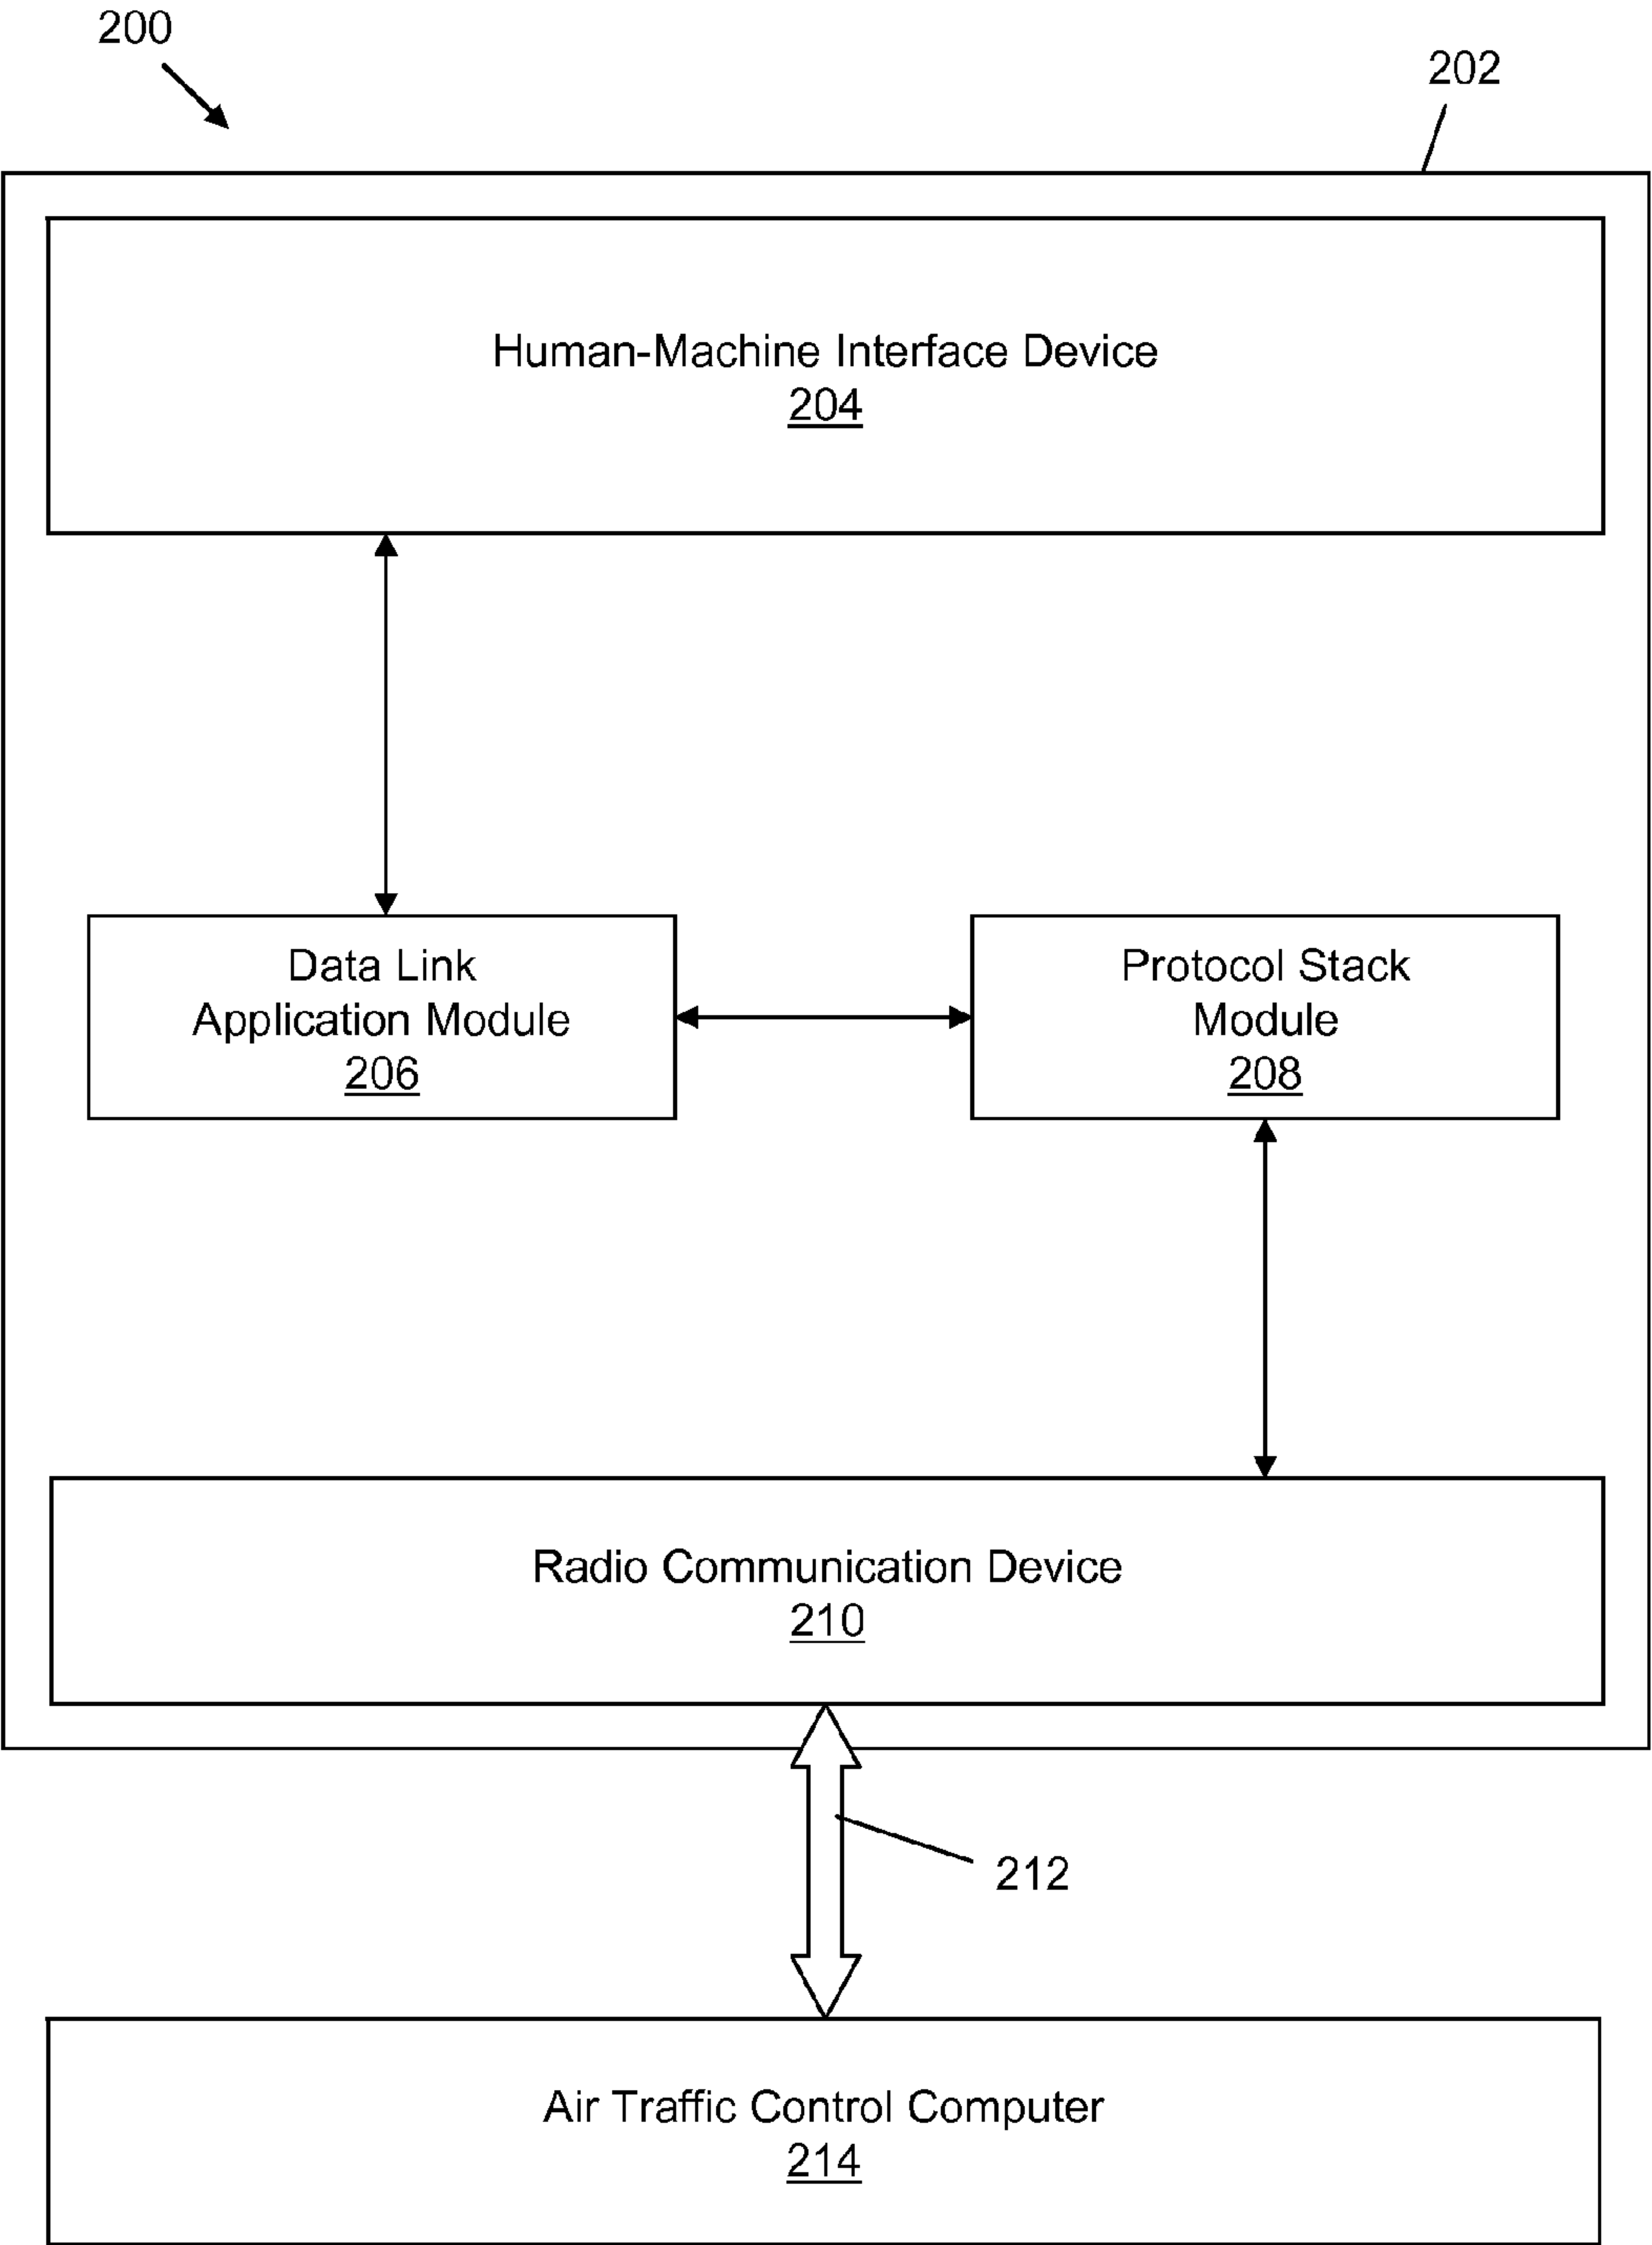 200
202
Human-Machine Interface Device
204
Data Link
Application Module
206
Protocol Stack
Module
208
Radio Communication Device
210
212
Air Traffic Control Computer
214